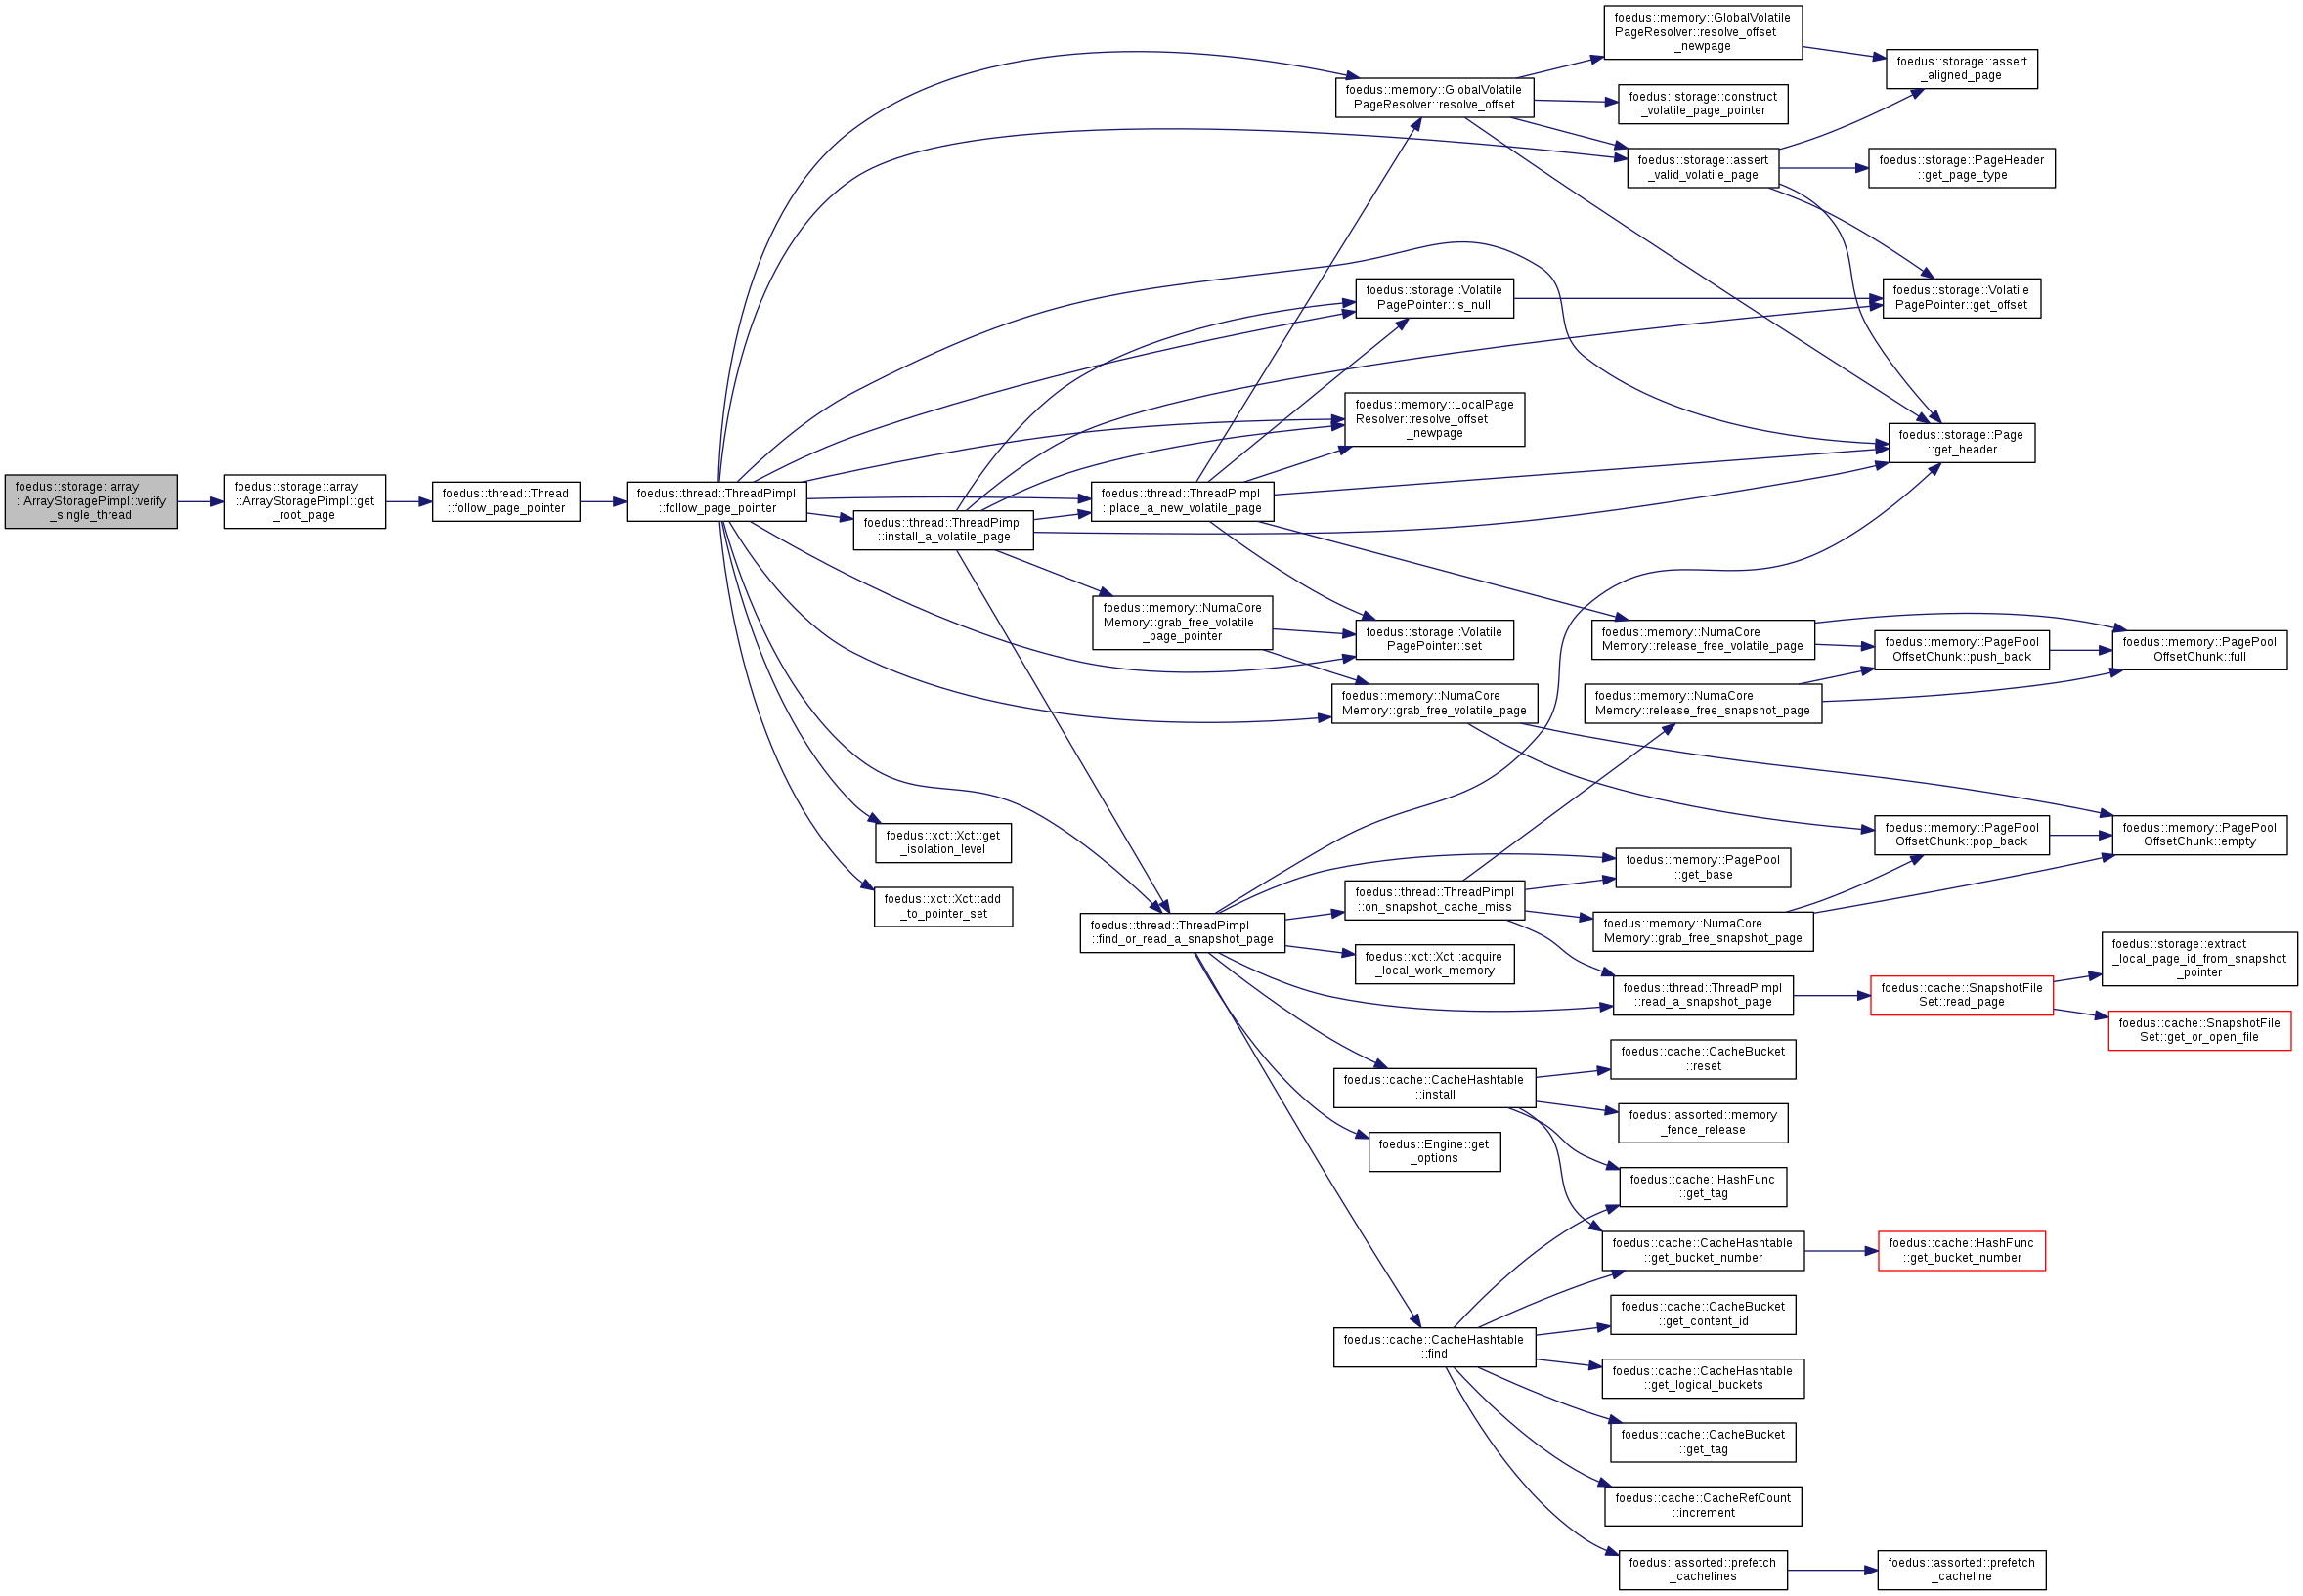 foedus::storage::array
::ArrayStoragePimpl::verify
_single_thread
foedus::storage::array
::ArrayStoragePimpl::get
_root_page
foedus::thread::Thread
::follow_page_pointer
foedus::thread::ThreadPimpl
::follow_page_pointer
foedus::thread::ThreadPimpl
::install_a_volatile_page
foedus::xct::Xct::get
_isolation_level
foedus::xct::Xct::add
_to_pointer_set
foedus::thread::ThreadPimpl
::place_a_new_volatile_page
foedus::memory::NumaCore
Memory::grab_free_volatile
_page_pointer
foedus::thread::ThreadPimpl
::find_or_read_a_snapshot_page
foedus::memory::GlobalVolatile
PageResolver::resolve_offset
foedus::storage::Volatile
PagePointer::is_null
foedus::memory::LocalPage
Resolver::resolve_offset
_newpage
foedus::storage::Volatile
PagePointer::set
foedus::memory::NumaCore
Memory::grab_free_volatile_page
foedus::thread::ThreadPimpl
::on_snapshot_cache_miss
foedus::xct::Xct::acquire
_local_work_memory
foedus::cache::CacheHashtable
::install
foedus::Engine::get
_options
foedus::cache::CacheHashtable
::find
foedus::memory::GlobalVolatile
PageResolver::resolve_offset
_newpage
foedus::storage::construct
_volatile_page_pointer
foedus::storage::assert
_valid_volatile_page
foedus::memory::NumaCore
Memory::release_free_volatile_page
foedus::memory::NumaCore
Memory::release_free_snapshot_page
foedus::memory::PagePool
::get_base
foedus::memory::NumaCore
Memory::grab_free_snapshot_page
foedus::thread::ThreadPimpl
::read_a_snapshot_page
foedus::cache::CacheBucket
::reset
foedus::assorted::memory
_fence_release
foedus::cache::HashFunc
::get_tag
foedus::cache::CacheHashtable
::get_bucket_number
foedus::cache::CacheBucket
::get_content_id
foedus::cache::CacheHashtable
::get_logical_buckets
foedus::cache::CacheBucket
::get_tag
foedus::cache::CacheRefCount
::increment
foedus::assorted::prefetch
_cachelines
foedus::storage::assert
_aligned_page
foedus::storage::PageHeader
::get_page_type
foedus::storage::Volatile
PagePointer::get_offset
foedus::storage::Page
::get_header
foedus::memory::PagePool
OffsetChunk::push_back
foedus::memory::PagePool
OffsetChunk::pop_back
foedus::cache::SnapshotFile
Set::read_page
foedus::cache::HashFunc
::get_bucket_number
foedus::assorted::prefetch
_cacheline
foedus::memory::PagePool
OffsetChunk::full
foedus::memory::PagePool
OffsetChunk::empty
foedus::storage::extract
_local_page_id_from_snapshot
_pointer
foedus::cache::SnapshotFile
Set::get_or_open_file